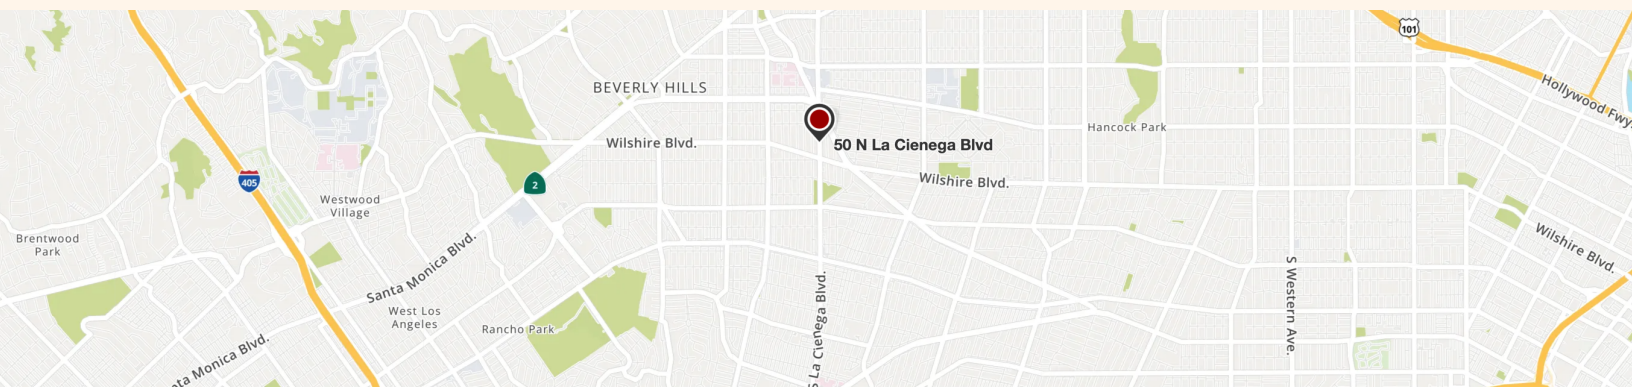 101
Hollywood Fwy.
BEVERLY HILLS
Hancock Park
Wilshire Blvd.
50 N La Cienega Blvd
405
2
Wilshire Blvd.
Westwood
Village
Brentwood
Park
Santa Monica Blvd.
Wilshire Blvd.
S Western Ave.
S La Cienega Blvd.
West Los
Angeles
Rancho Park
ta Monica Blvd.